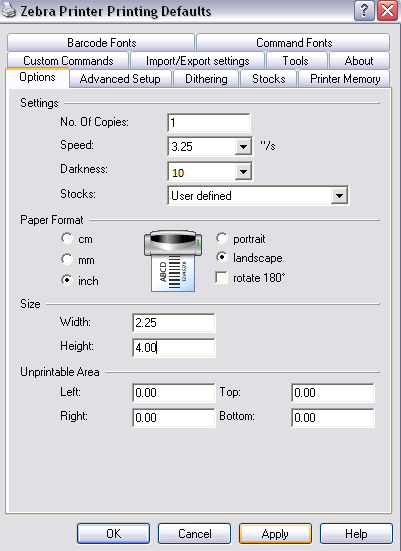 Zebra Printer Printing Defaults
Barcode Fonts Command Fonts
Custom Commands Import/Export settings Tools About
Options Advanced Setup Dithering Stocks Printer Memory
Settings
No. Of Copies: 1
Speed: 3.25 "/s
Darkness: 10
Stocks: User defined
Paper Format
cm portrait
mm landscape
inch rotate 180°
ABCD
Size
Width: 2.25
Height: 4.00
Unprintable Area
Left: 0.00 Top: 0.00
Right: 0.00 Bottom: 0.00
OK Cancel Apply Help